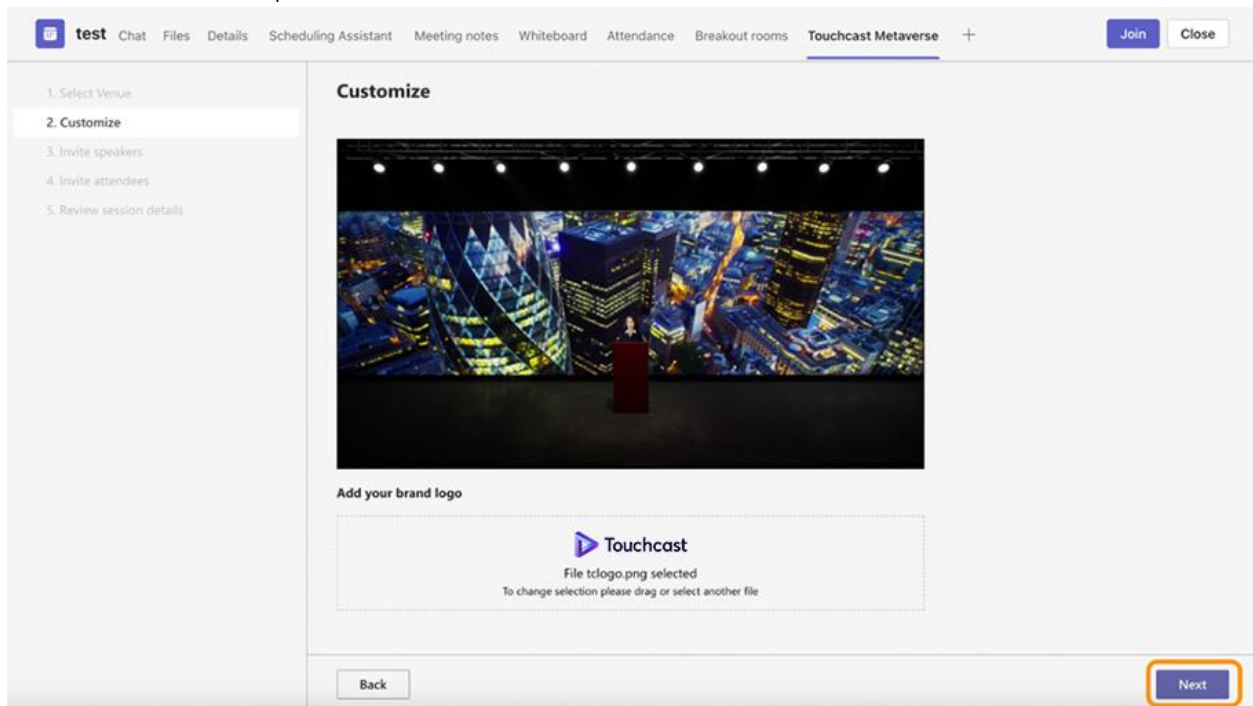 test Chat Files Details Scheduling Assistant Meeting notes Whiteboard Attendance Breakout rooms Touchcast Metaverse + Join Close
1. Select Venue
2. Customize
3. Invite speakers
4. Invite attendees
5. Review session details
Customize
Add your brand logo
Touchcast
File tclogo.png selected
To change selection please drag or select another file
Back Next